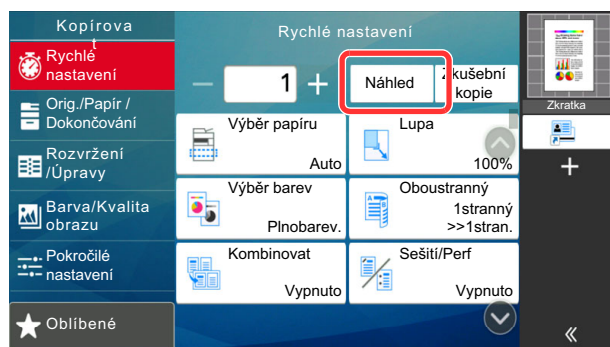 Kopírovat
Rychlé nastavení
Rychlé
nastavení
1
Náhled
Zkušební
kopie
Zkratka
Orig./Papír /
Dokončování
Výběr papíru
Auto
Lupa
100%
Rozvržení
/Úpravy
Výběr barev
Plnobarev.
Oboustranný
1stranný
>>1stran.
Barva/Kvalita
obrazu
Kombinovat
Vypnuto
Sešití/Perf
Vypnuto
Pokročilé
nastavení
Oblíbené